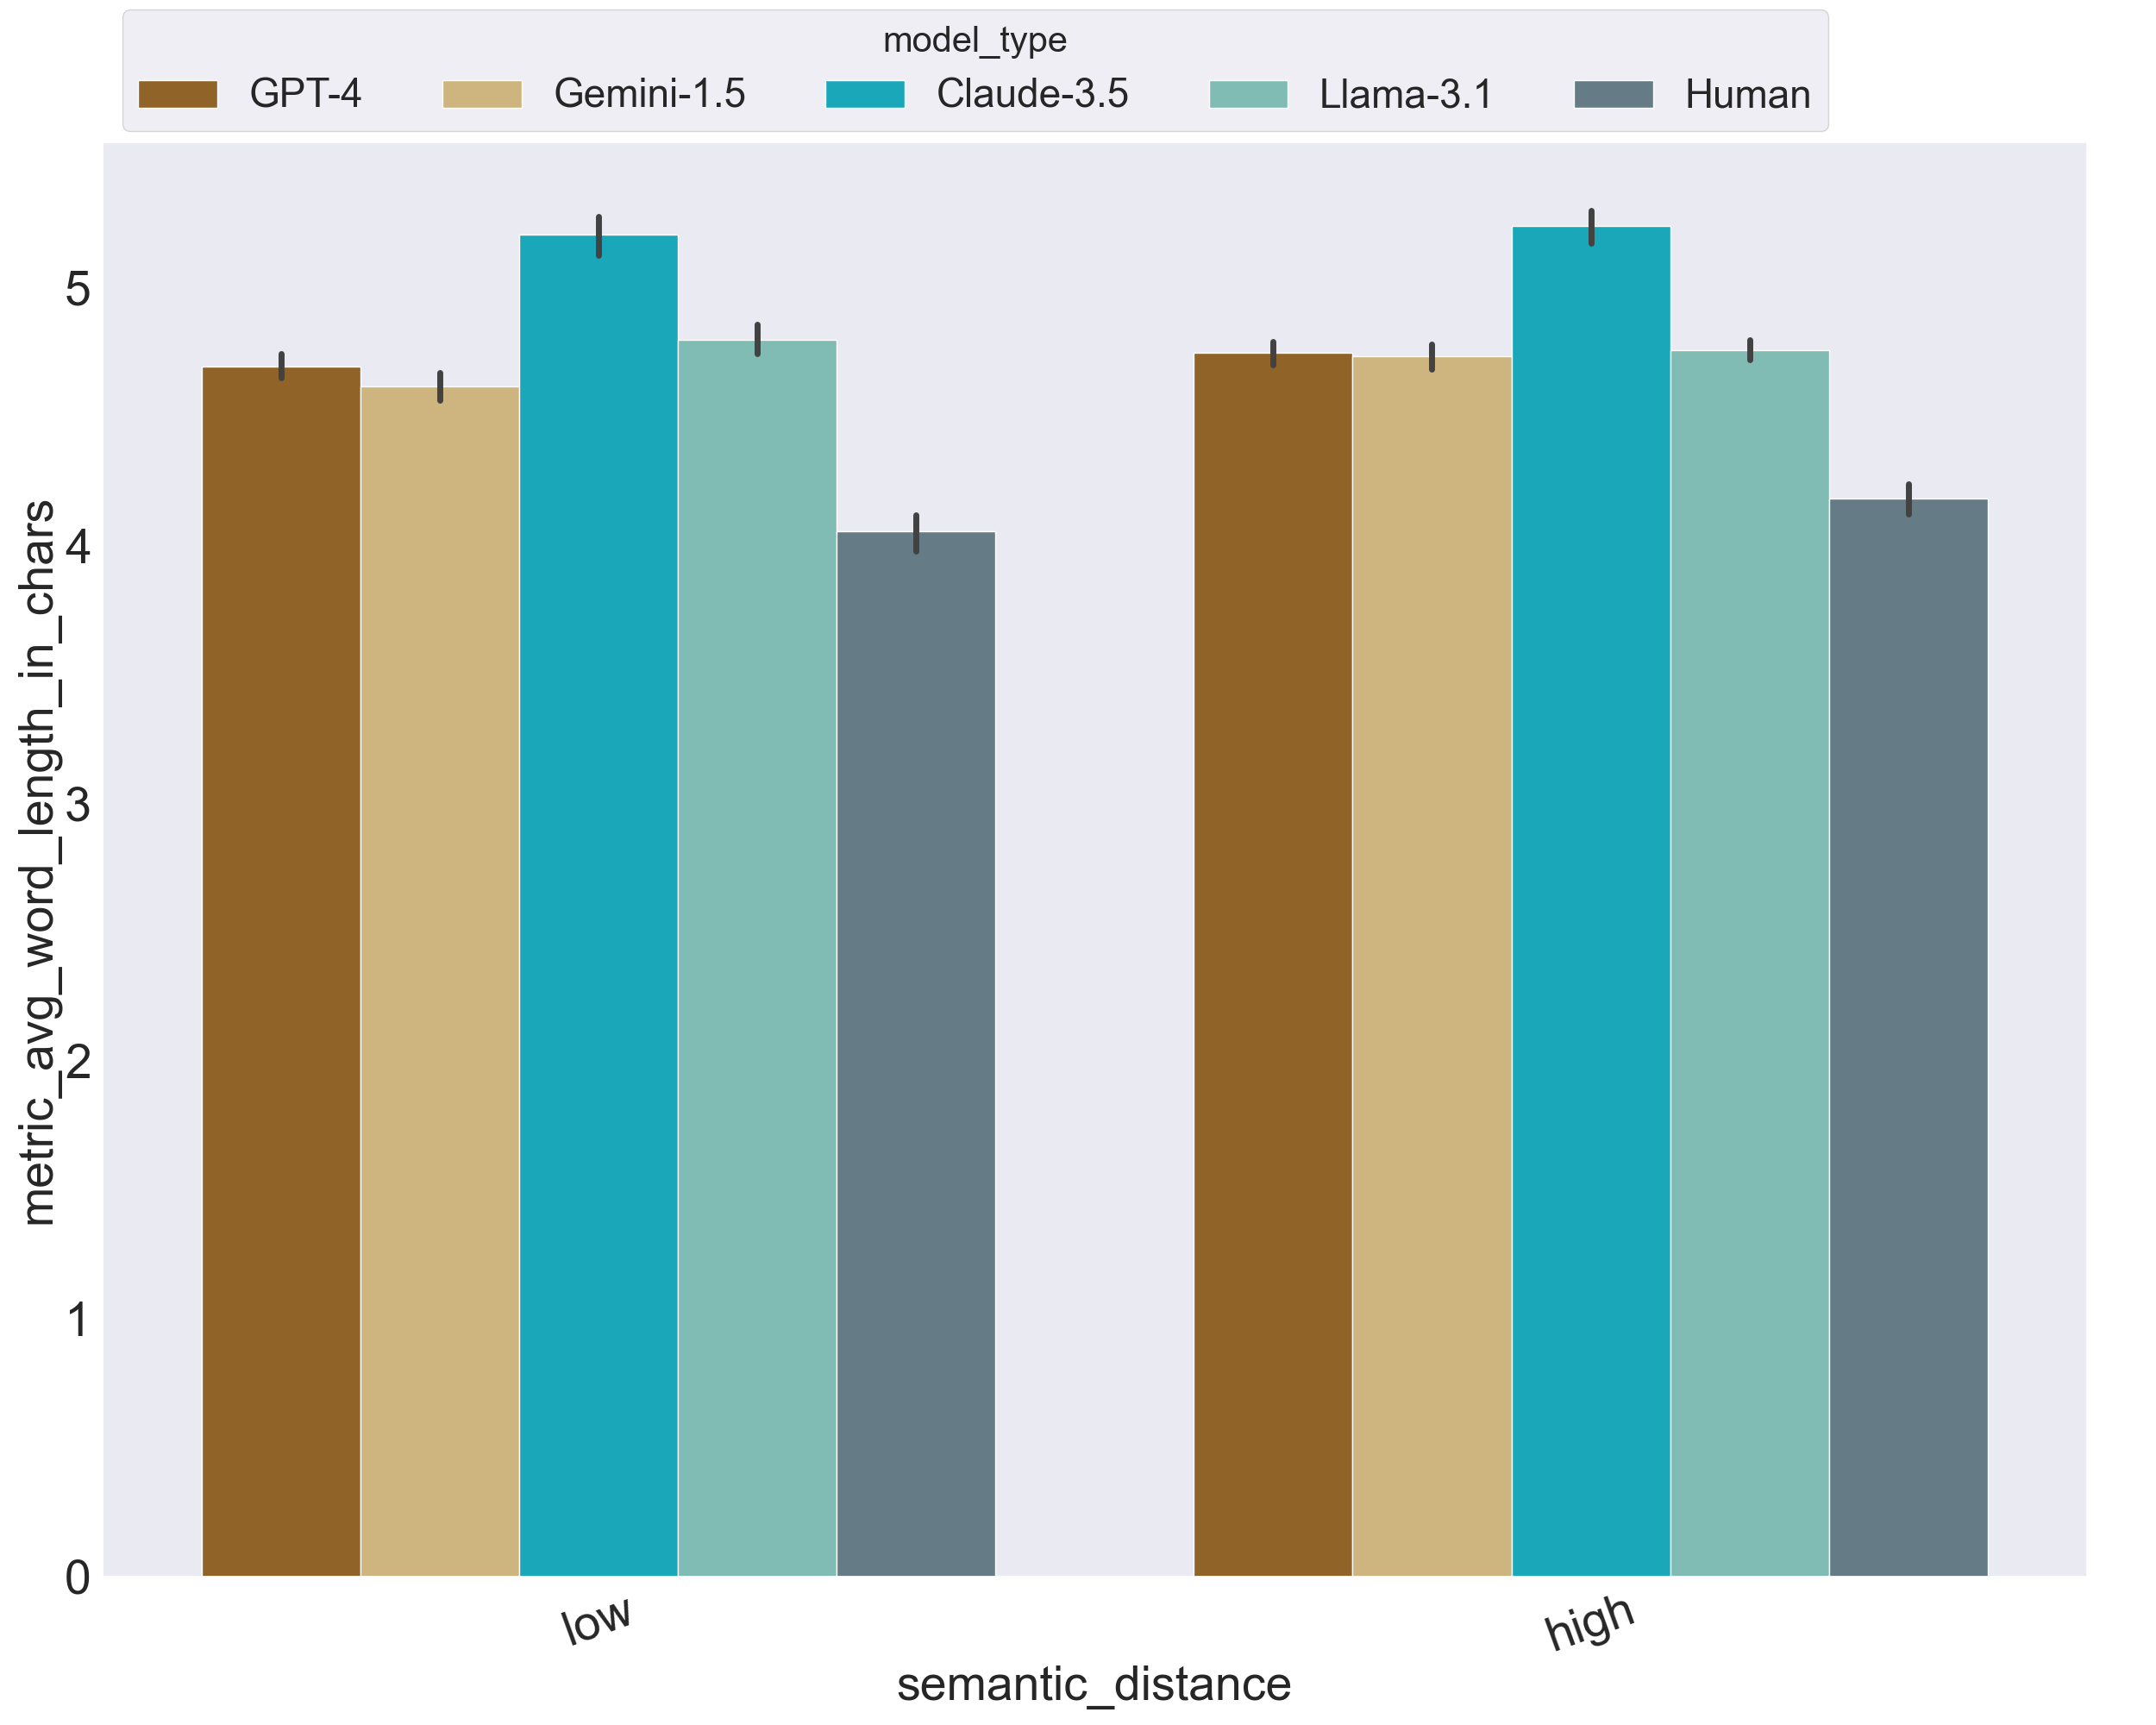 model_type
GPT-4 Gemini-1.5 Claude-3.5 Llama-3.1 Human
metric_avg_word_length_in_chars
5
4
3
2
1
0
low high
semantic_distance